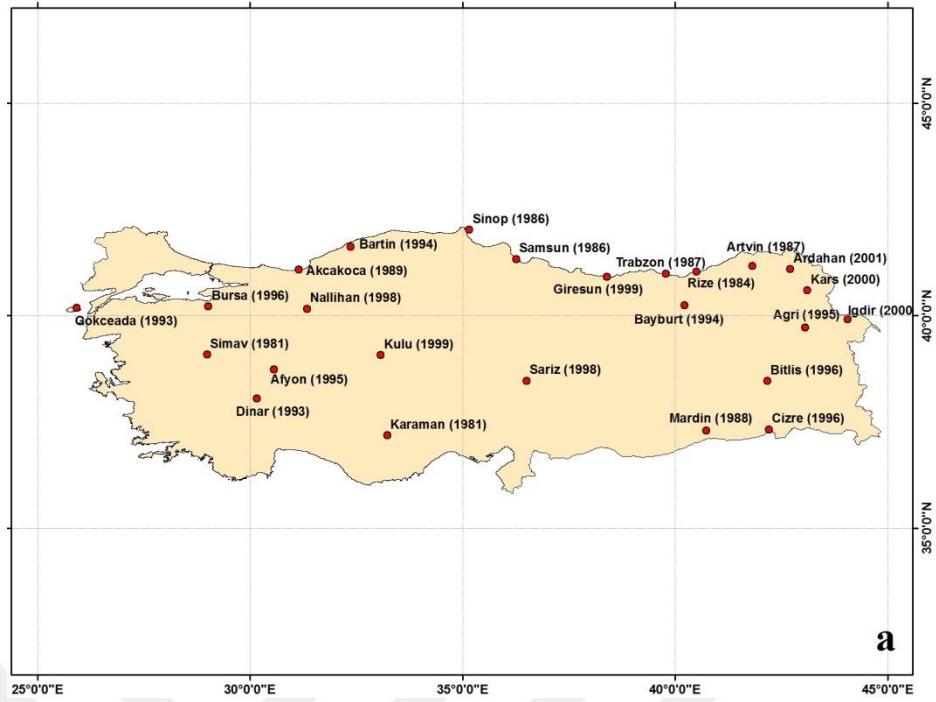 45°0'0"N
Sinop (1986)
Bartin (1994)
Samsun (1986)
Artvin (1987)
Akcakoca (1989)
Trabzon (1987)
Ardahan (2001)
Bursa (1996)
Nallihan (1998)
Giresun (1999)
Rize (1984)
Kars (2000)
Gokceada (1993)
Bayburt (1994)
Agri (1995)
Igdir (2000
40°0'0"N
Simav (1981)
Kulu (1999)
Afyon (1995)
Sariz (1998)
Bitlis (1996)
Dinar (1993)
Karaman (1981)
Mardin (1988)
Cizre (1996)
35°0'0"N
a
25°0'0"E
30°0'0"E
35°0'0"E
40°0'0"E
45°0'0"E